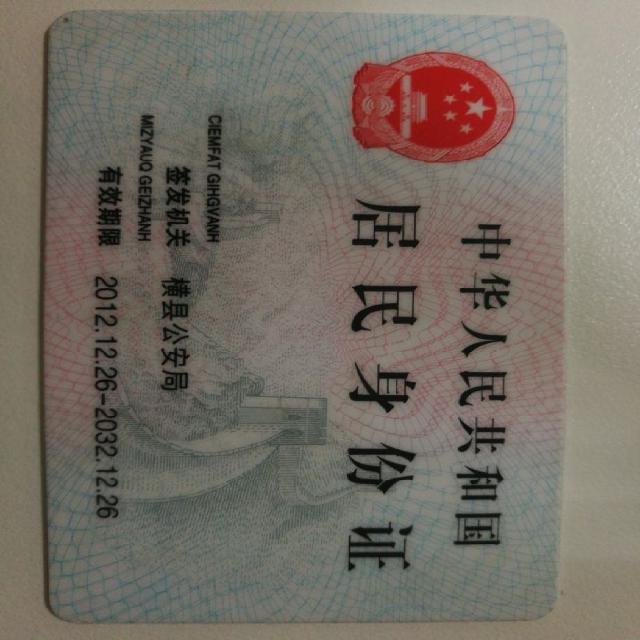 中华人民共和国
居民身份证
CIEMFAT GIHGVANH
签发机关 横县公安局
MIZYAUQ GEIZHANH
有效期限 2012.12.26-2032.12.26